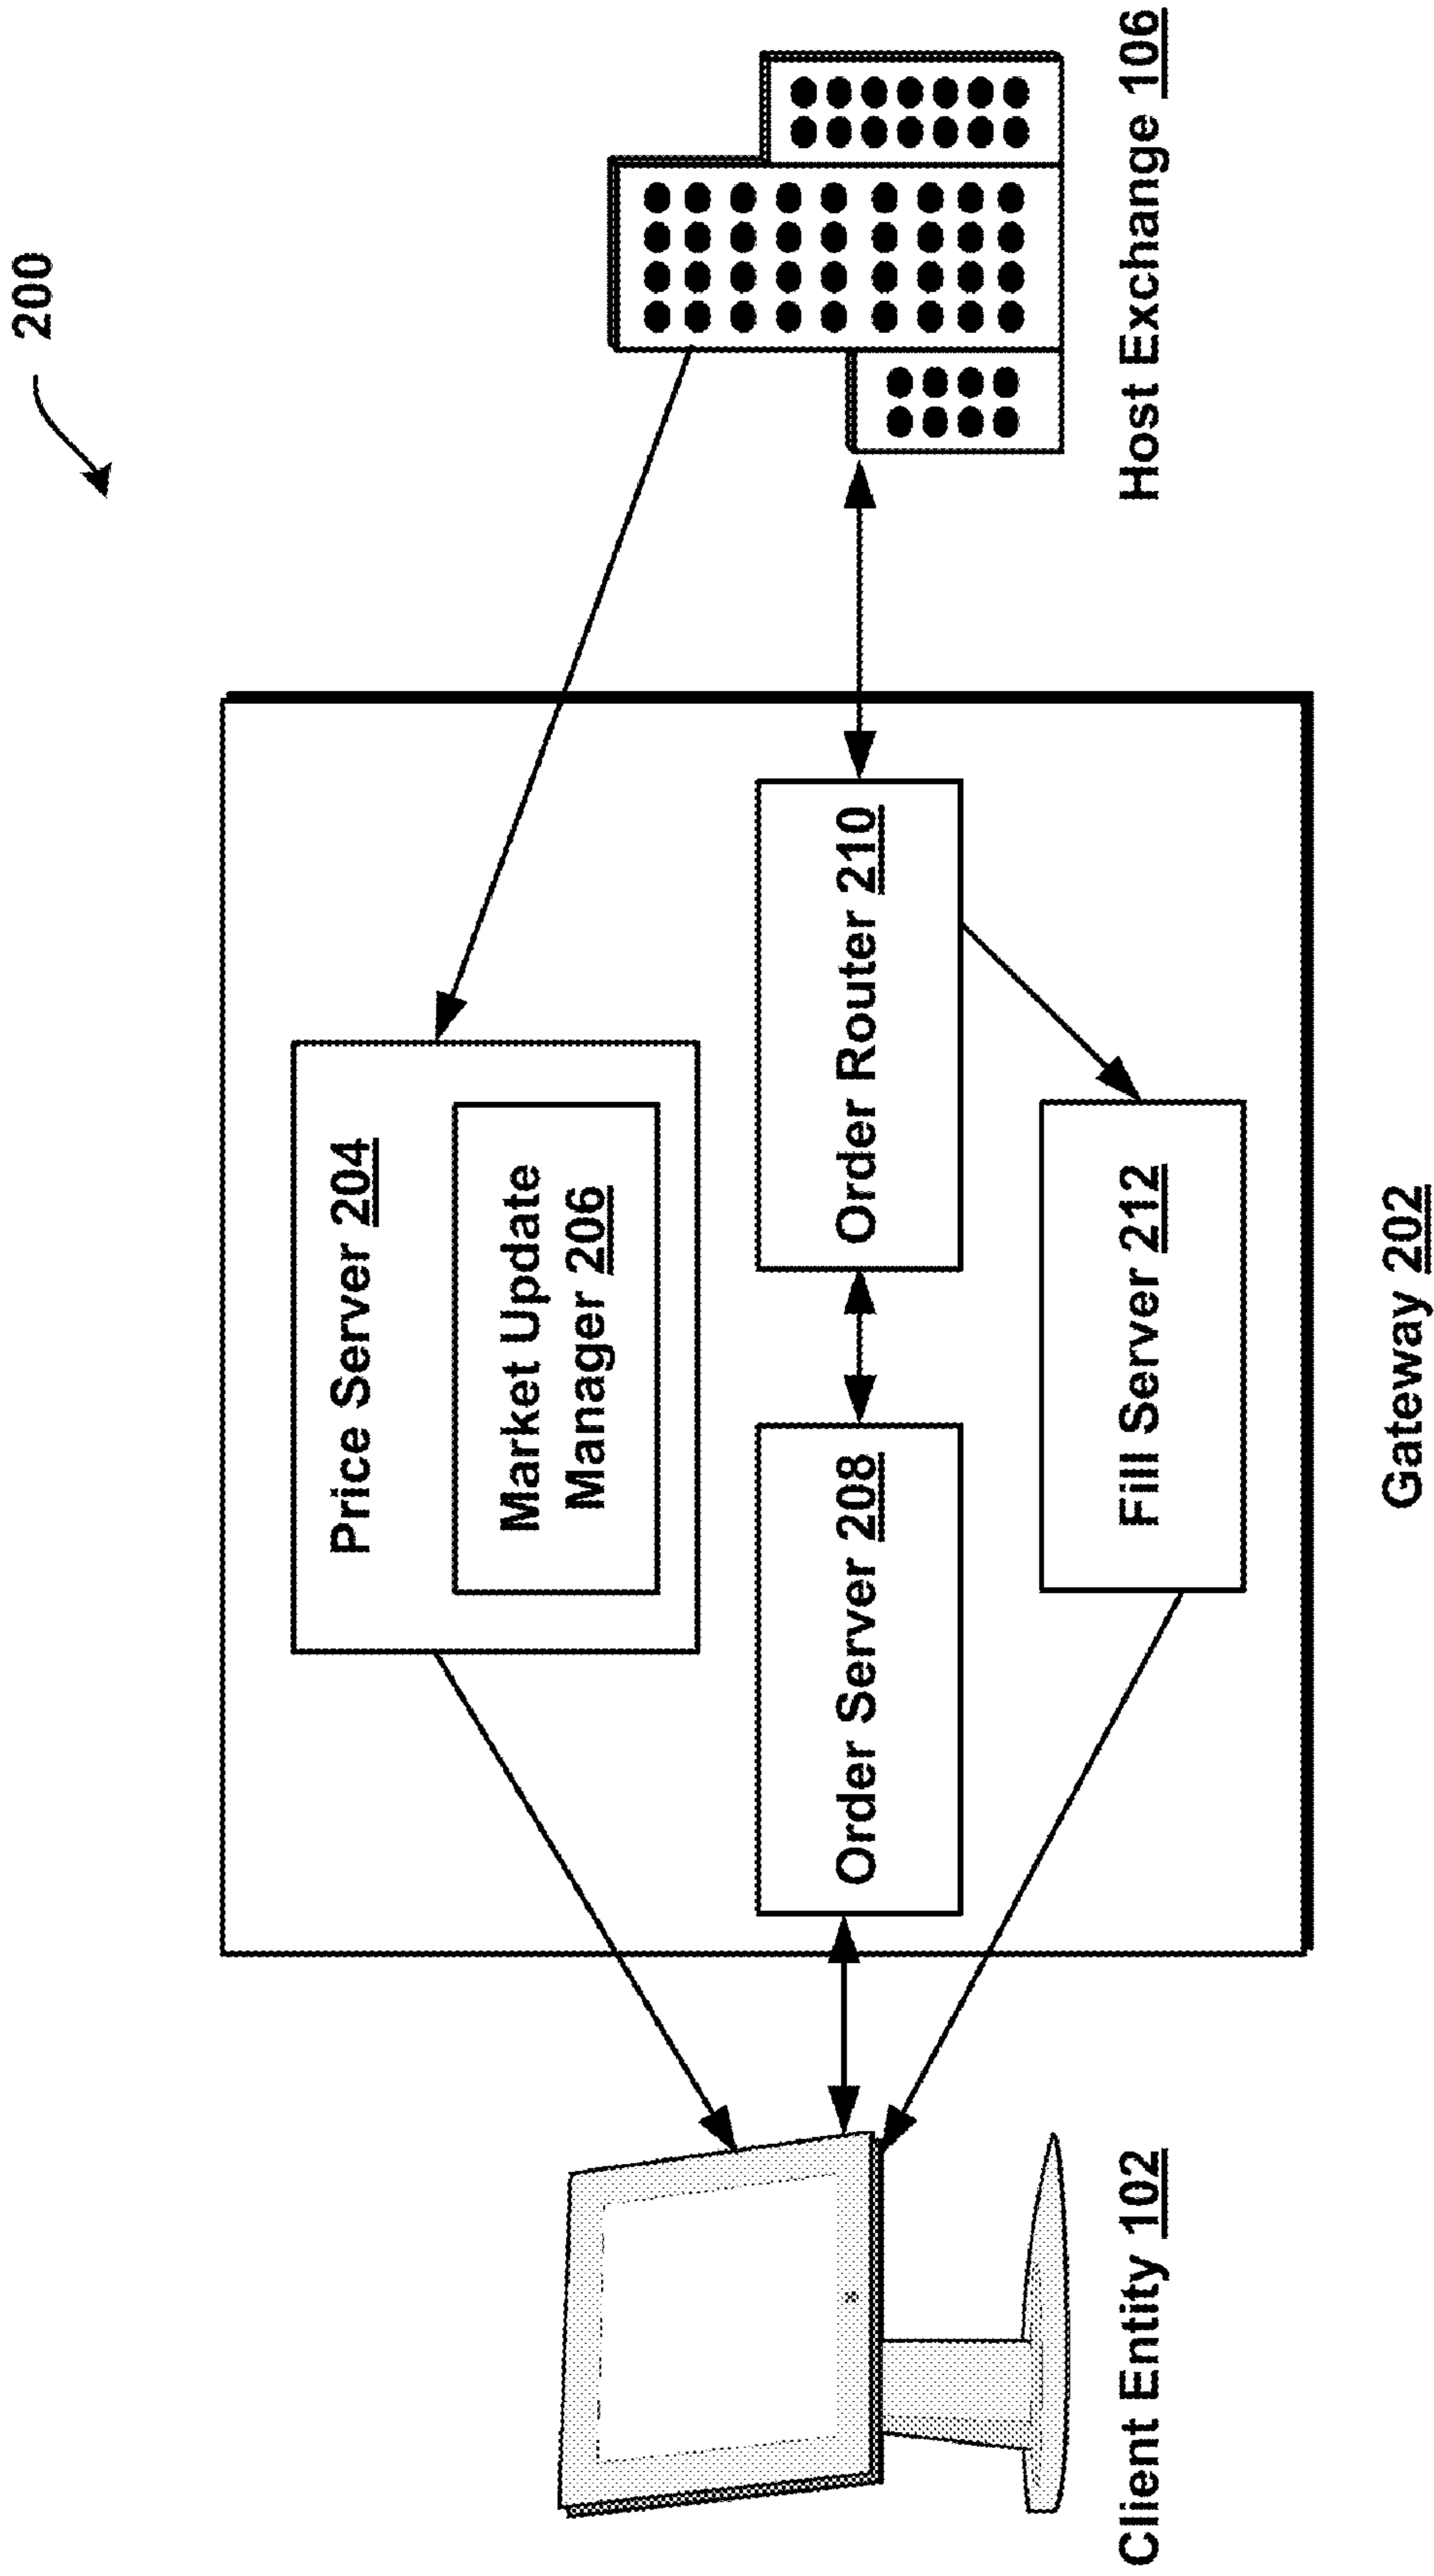 200
Price Server 204
Market Update
Manager 206
Order Server 208
Order Router 210
Fill Server 212
Client Entity 102
Host Exchange 106
Gateway 202